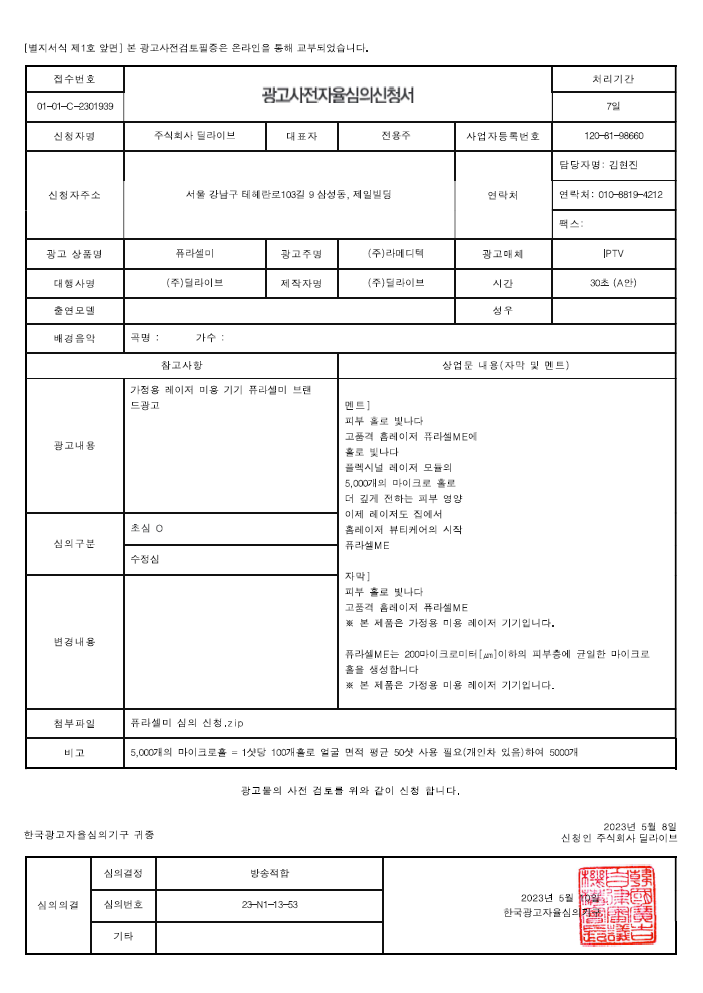 [별지서식 제1호 앞면] 본 광고사전검토필증은 온라인을 통해 교부되었습니다.
접수번호
광고사전자율심의신청서
처리기간
01-01-C-2301939
7일
신청자명
주식회사 딜라이브
대표자
전용주
사업자등록번호
120-81-98660
신청자주소
서울 강남구 테헤란로103길 9 삼성동, 제일빌딩
연락처
담당자명: 김현진
연락처: 010-8819-4212
팩스:
광고 상품명
퓨라셀미
광고주명
(주)라메디텍
광고매체
IPTV
대행사명
(주)딜라이브
제작자명
(주)딜라이브
시간
30초 (A안)
출연모델
성우
배경음악
곡명 : 가수 :
참고사항
상업문 내용(자막 및 멘트)
광고내용
가정용 레이저 미용 기기 퓨라셀미 브랜
드광고
심의구분
초심 O
수정심
변경내용
멘트]
피부 홀로 빛나다
고품격 홈레이저 퓨라셀ME에
홀로 빛나다
플렉시널 레이저 모듈의
5,000개의 마이크로 홀로
더 깊게 전하는 피부 영양
이제 레이저도 집에서
홈레이저 뷰티케어의 시작
퓨라셀ME
자막]
피부 홀로 빛나다
고품격 홈레이저 퓨라셀ME
※ 본 제품은 가정용 미용 레이저 기기입니다.
퓨라셀ME는 200마이크로미터[㎛]이하의 피부층에 균일한 마이크로
홀을 생성합니다
※ 본 제품은 가정용 미용 레이저 기기입니다.
첨부파일
퓨라셀미 심의 신청.zip
비고
5,000개의 마이크로홀 = 1샷당 100개홀로 얼굴 면적 평균 50샷 사용 필요(개인차 있음)하여 5000개
광고물의 사전 검토를 위와 같이 신청 합니다.
한국광고자율심의기구 귀중
2023년 5월 8일
신청인 주식회사 딜라이브
심의의결
심의결정
방송적합
심의번호
23-N1-13-53
기타
2023년 5월
한국광고자율심의기구